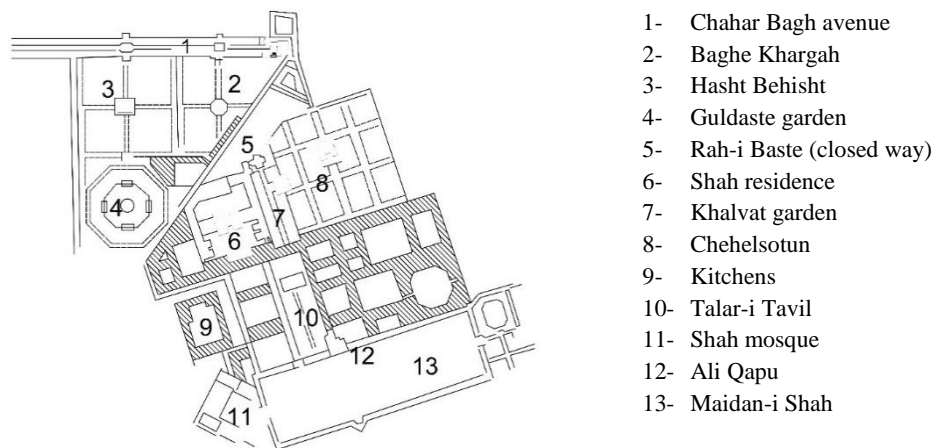 1
2
3
4
5
6
7
8
9
10
11
12
13
1- Chahar Bagh avenue
2- Baghe Khargah
3- Hasht Behisht
4- Guldaste garden
5- Rah-i Baste (closed way)
6- Shah residence
7- Khalvat garden
8- Chehelsotun
9- Kitchens
10- Talar-i Tavil
11- Shah mosque
12- Ali Qapu
13- Maidan-i Shah